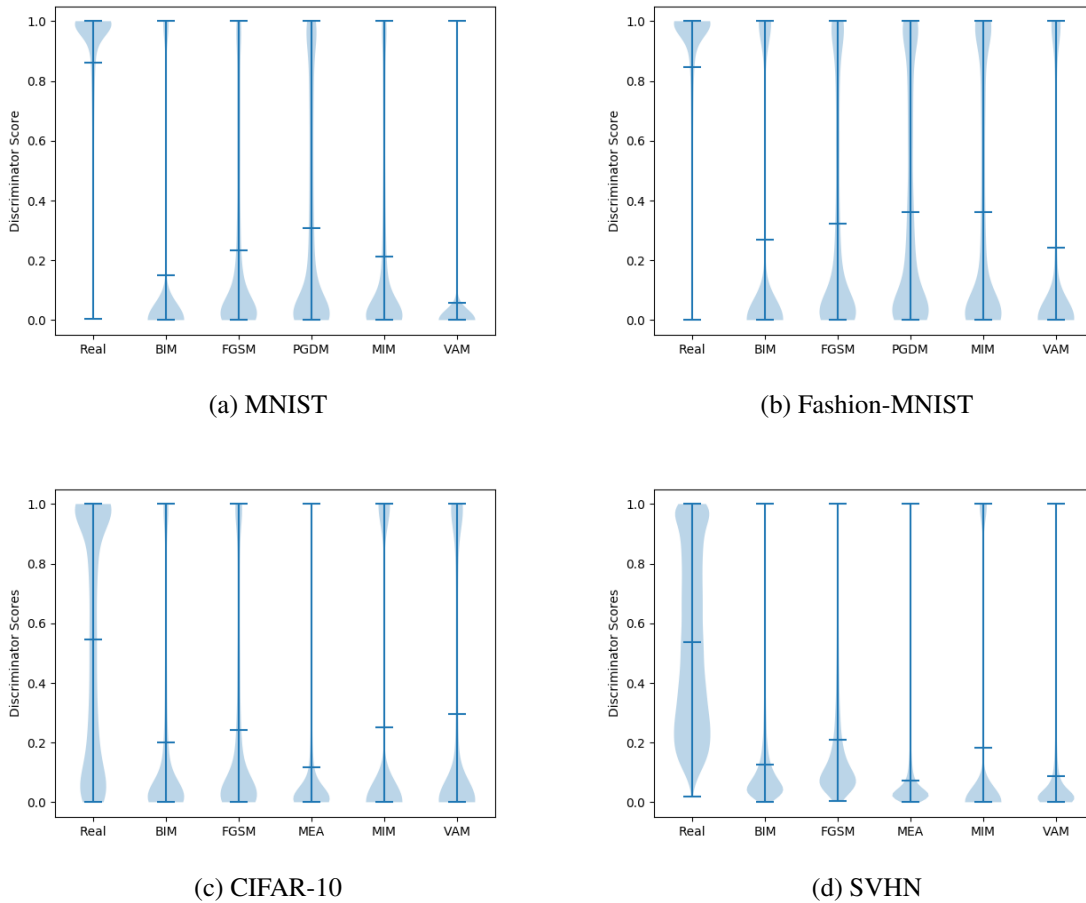 1.0
0.8
0.6
0.4
0.2
0.0
Discriminator Score
Real BIM FGSM PGDM MIM VAM
(a) MNIST
1.0
0.8
0.6
0.4
0.2
0.0
Discriminator Score
Real BIM FGSM PGDM MIM VAM
(b) Fashion-MNIST
1.0
0.8
0.6
0.4
0.2
0.0
Discriminator Scores
Real BIM FGSM MEA MIM VAM
(c) CIFAR-10
1.0
0.8
0.6
0.4
0.2
0.0
Discriminator Scores
Real BIM FGSM MEA MIM VAM
(d) SVHN